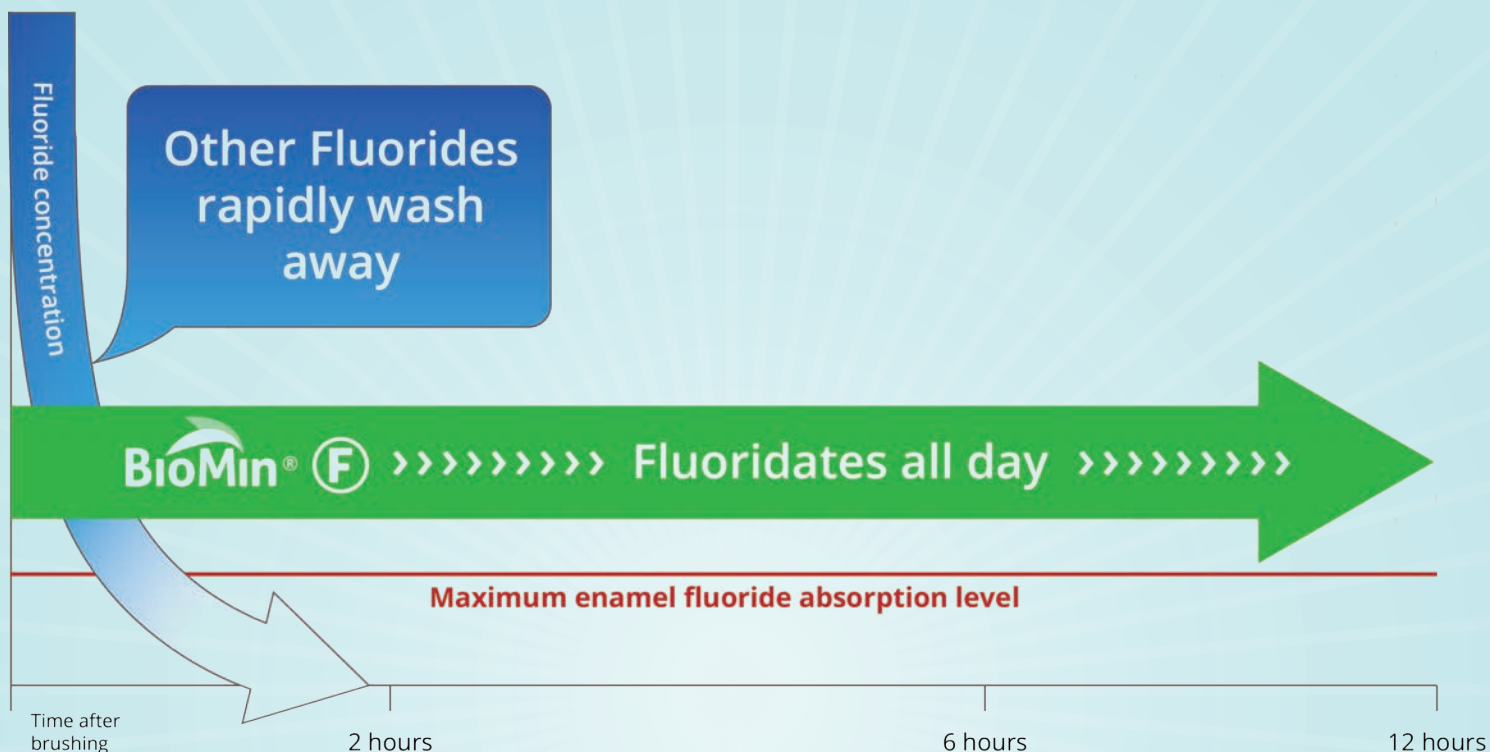 Fluoride concentration
Other Fluorides
rapidly wash
away
BioMin® F >>>>>>>>> Fluoridates all day >>>>>>>>>
Maximum enamel fluoride absorption level
Time after
brushing
2 hours
6 hours
12 hours